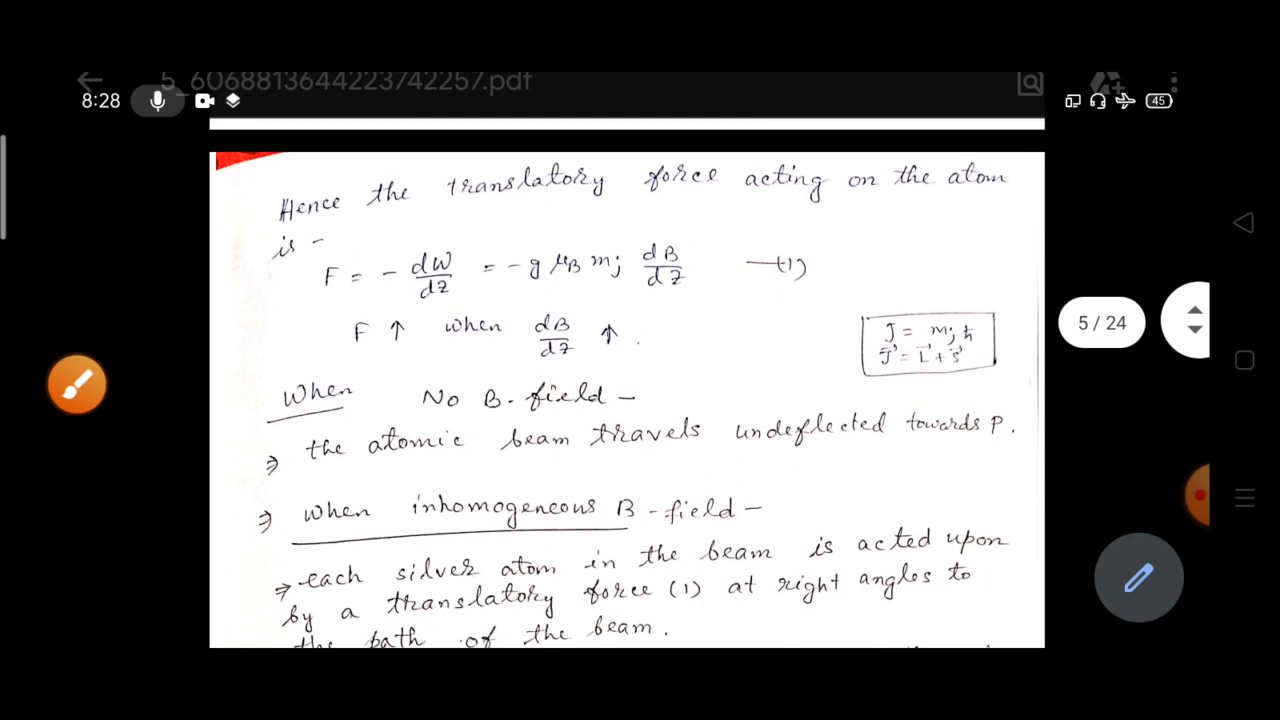 5_6068813644223742257.pdf
8:28
45
Hence the translatory force acting on the atom
is -
F = - dW/dz = - g μB mj dB/dz —(1)
F ↑ when dB/dz ↑ .
J = mj ħ
J⃗ = L⃗ + S⃗
5 / 24
When No B-field -
⇒ the atomic beam travels undeflected towards P.
⇒ when inhomogeneous B-field -
⇒ each silver atom in the beam is acted upon
by a translatory force (1) at right angles to
the path of the beam.